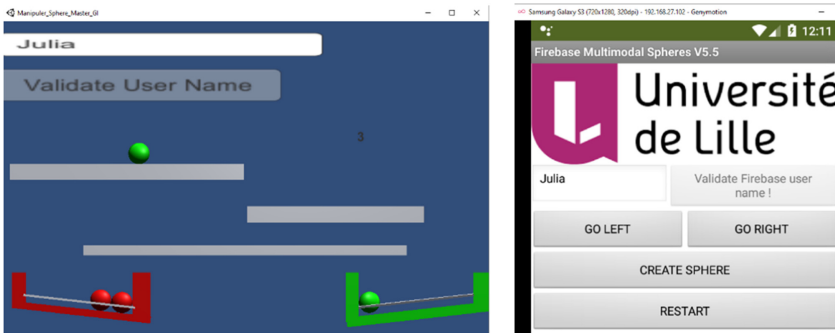 Manipuler_Sphere_Master_GI
Julia
Validate User Name
3
Samsung Galaxy S3 (720x1280, 320dpi) - 192.168.27.102 - Genymotion
12:11
Firebase Multimodal Spheres V5.5
Université
de Lille
Julia
Validate Firebase user
name !
GO LEFT
GO RIGHT
CREATE SPHERE
RESTART